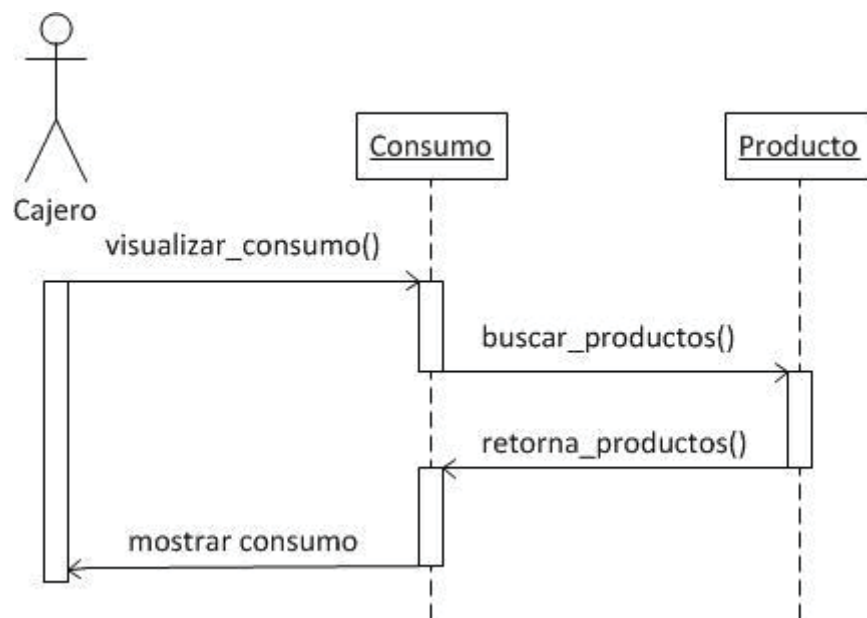 Consumo
Producto
Cajero
visualizar_consumo()
buscar_productos()
retorna_productos()
mostrar consumo